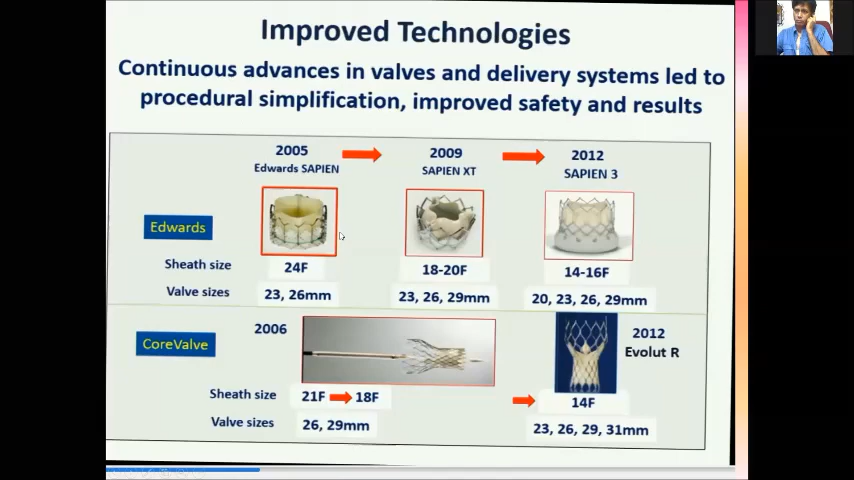 Improved Technologies
Continuous advances in valves and delivery systems led to
procedural simplification, improved safety and results
2005
Edwards SAPIEN
2009
SAPIEN XT
2012
SAPIEN 3
Edwards
Sheath size
24F
18-20F
14-16F
Valve sizes
23, 26mm
23, 26, 29mm
20, 23, 26, 29mm
CoreValve
2006
2012
Evolut R
Sheath size
21F
18F
14F
Valve sizes
26, 29mm
23, 26, 29, 31mm